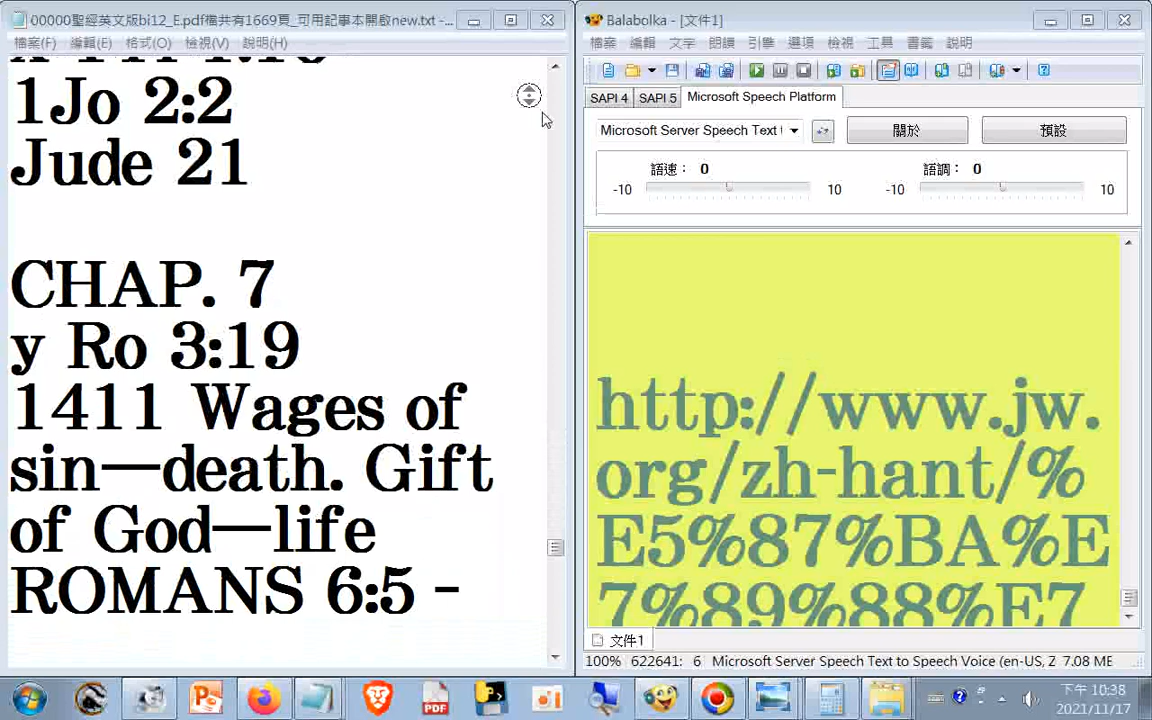 00000聖經英文版bi12_E.pdf檔共有1669頁_可用記事本開啟new.txt -...
檔案(F) 編輯(E) 格式(O) 檢視(V) 說明(H)
1Jo 2:2
Jude 21
CHAP. 7
y Ro 3:19
1411 Wages of
sin—death. Gift
of God—life
ROMANS 6:5 -
Balabolka - [文件1]
檔案 編輯 文字 朗讀 引擎 選項 檢視 工具 書籤 說明
SAPI 4 SAPI 5 Microsoft Speech Platform
Microsoft Server Speech Text 關於 預設
語速： 0 語調： 0
-10 10 -10 10
http://www.jw.
org/zh-hant/%
E5%87%BA%E
7%89%88%E7
文件1
100% 622641: 6 Microsoft Server Speech Text to Speech Voice (en-US, Z 7.08 ME
PDF
下午 10:38
2021/11/17